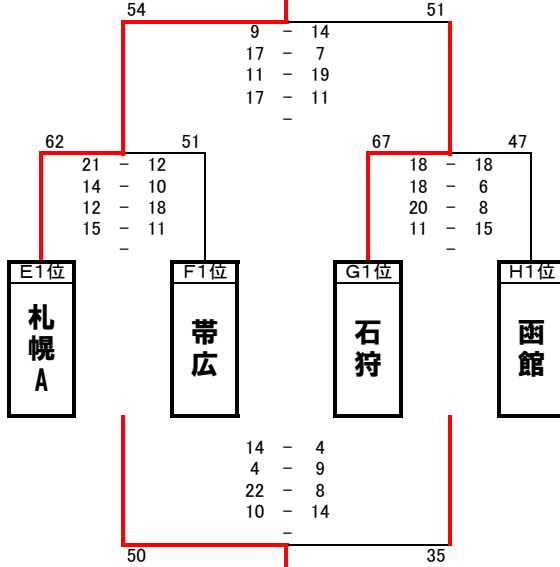 54 51
9 － 14
17 － 7
11 － 19
17 － 11
－
62 51 67 47
21 － 12 18 － 18
14 － 10 18 － 6
12 － 18 20 － 8
15 － 11 11 － 15
－ －
E1位 F1位 G1位 H1位
札幌A 帯広 石狩 函館
14 － 4
4 － 9
22 － 8
10 － 14
－
50 35